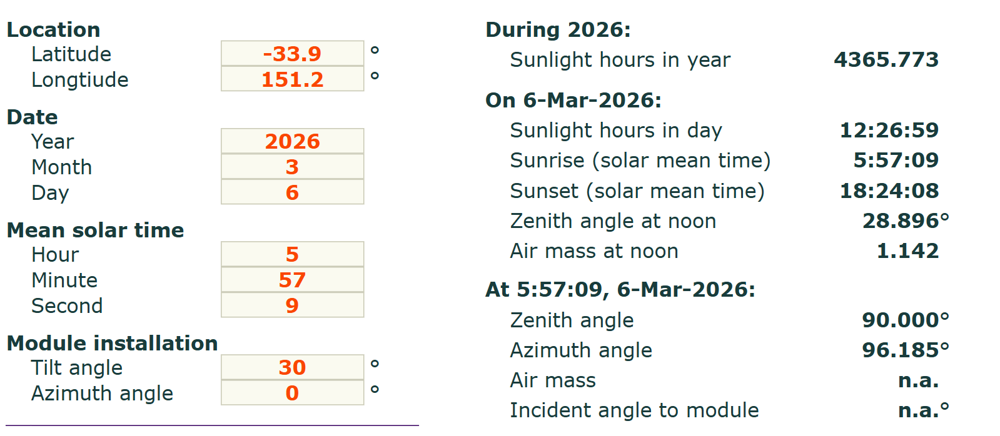 Location
Latitude -33.9 °
Longtiude 151.2 °
Date
Year 2026
Month 3
Day 6
Mean solar time
Hour 5
Minute 57
Second 9
Module installation
Tilt angle 30 °
Azimuth angle 0 °
During 2026:
Sunlight hours in year 4365.773
On 6-Mar-2026:
Sunlight hours in day 12:26:59
Sunrise (solar mean time) 5:57:09
Sunset (solar mean time) 18:24:08
Zenith angle at noon 28.896°
Air mass at noon 1.142
At 5:57:09, 6-Mar-2026:
Zenith angle 90.000°
Azimuth angle 96.185°
Air mass n.a.
Incident angle to module n.a.°